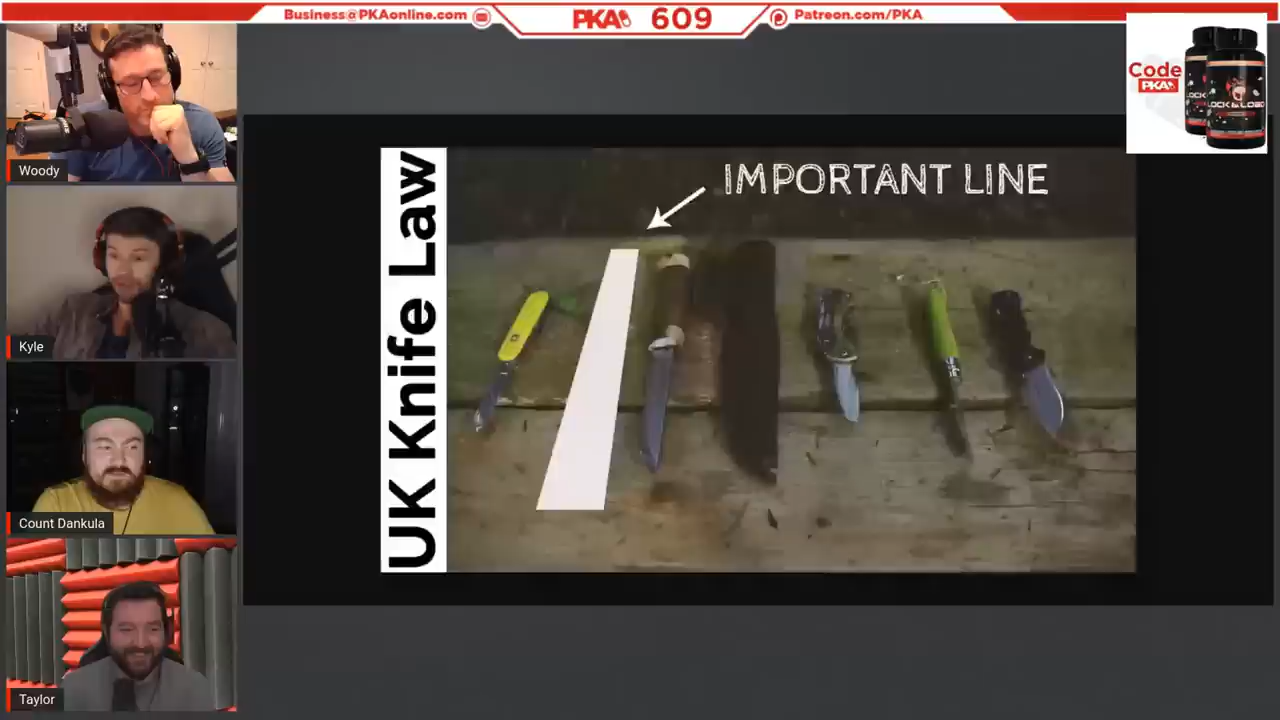 Business@PKAonline.com
PKA 609
Patreon.com/PKA
Code
PKA
LOCK&LOAD
Woody
Kyle
Count Dankula
Taylor
UK Knife Law
IMPORTANT LINE